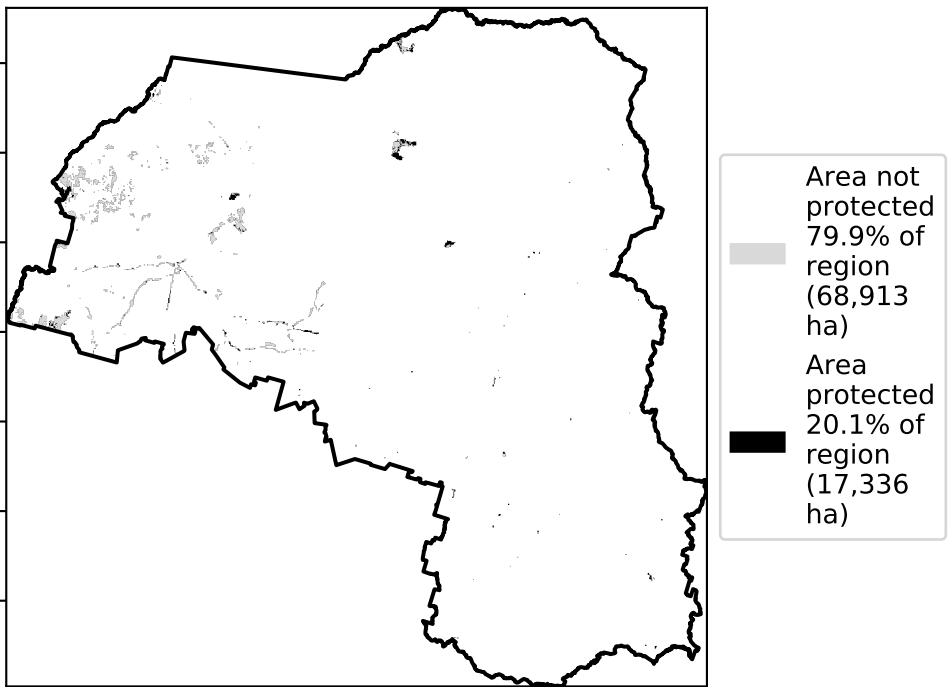 Area not
protected
79.9% of
region
(68,913
ha)
Area
protected
20.1% of
region
(17,336
ha)